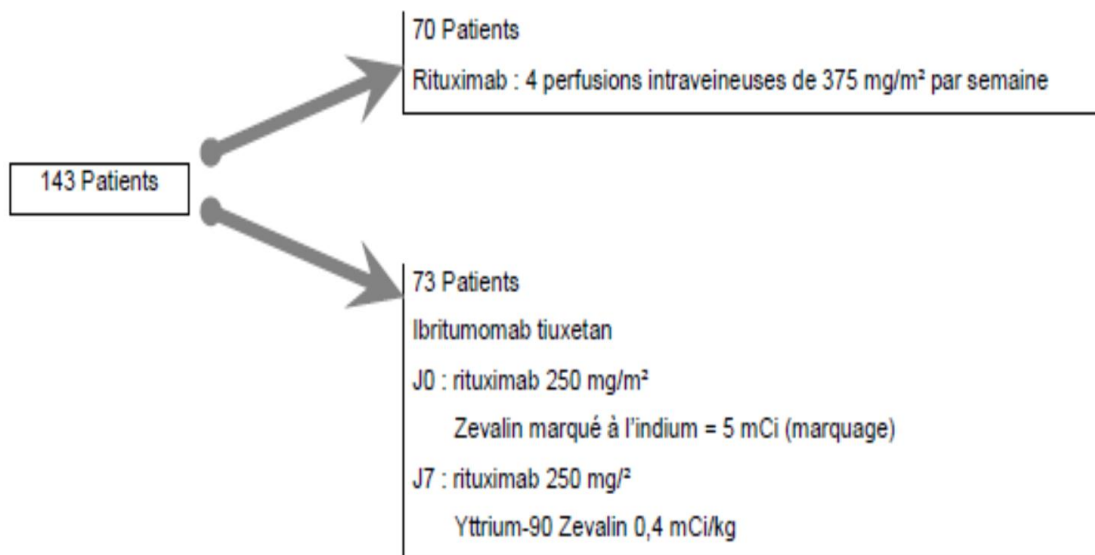 70 Patients
Rituximab : 4 perfusions intraveineuses de 375 mg/m² par semaine
143 Patients
73 Patients
Ibritumomab tiuxetan
J0 : rituximab 250 mg/m²
Zevalin marqué à l'indium = 5 mCi (marquage)
J7 : rituximab 250 mg/²
Yttrium-90 Zevalin 0,4 mCi/kg